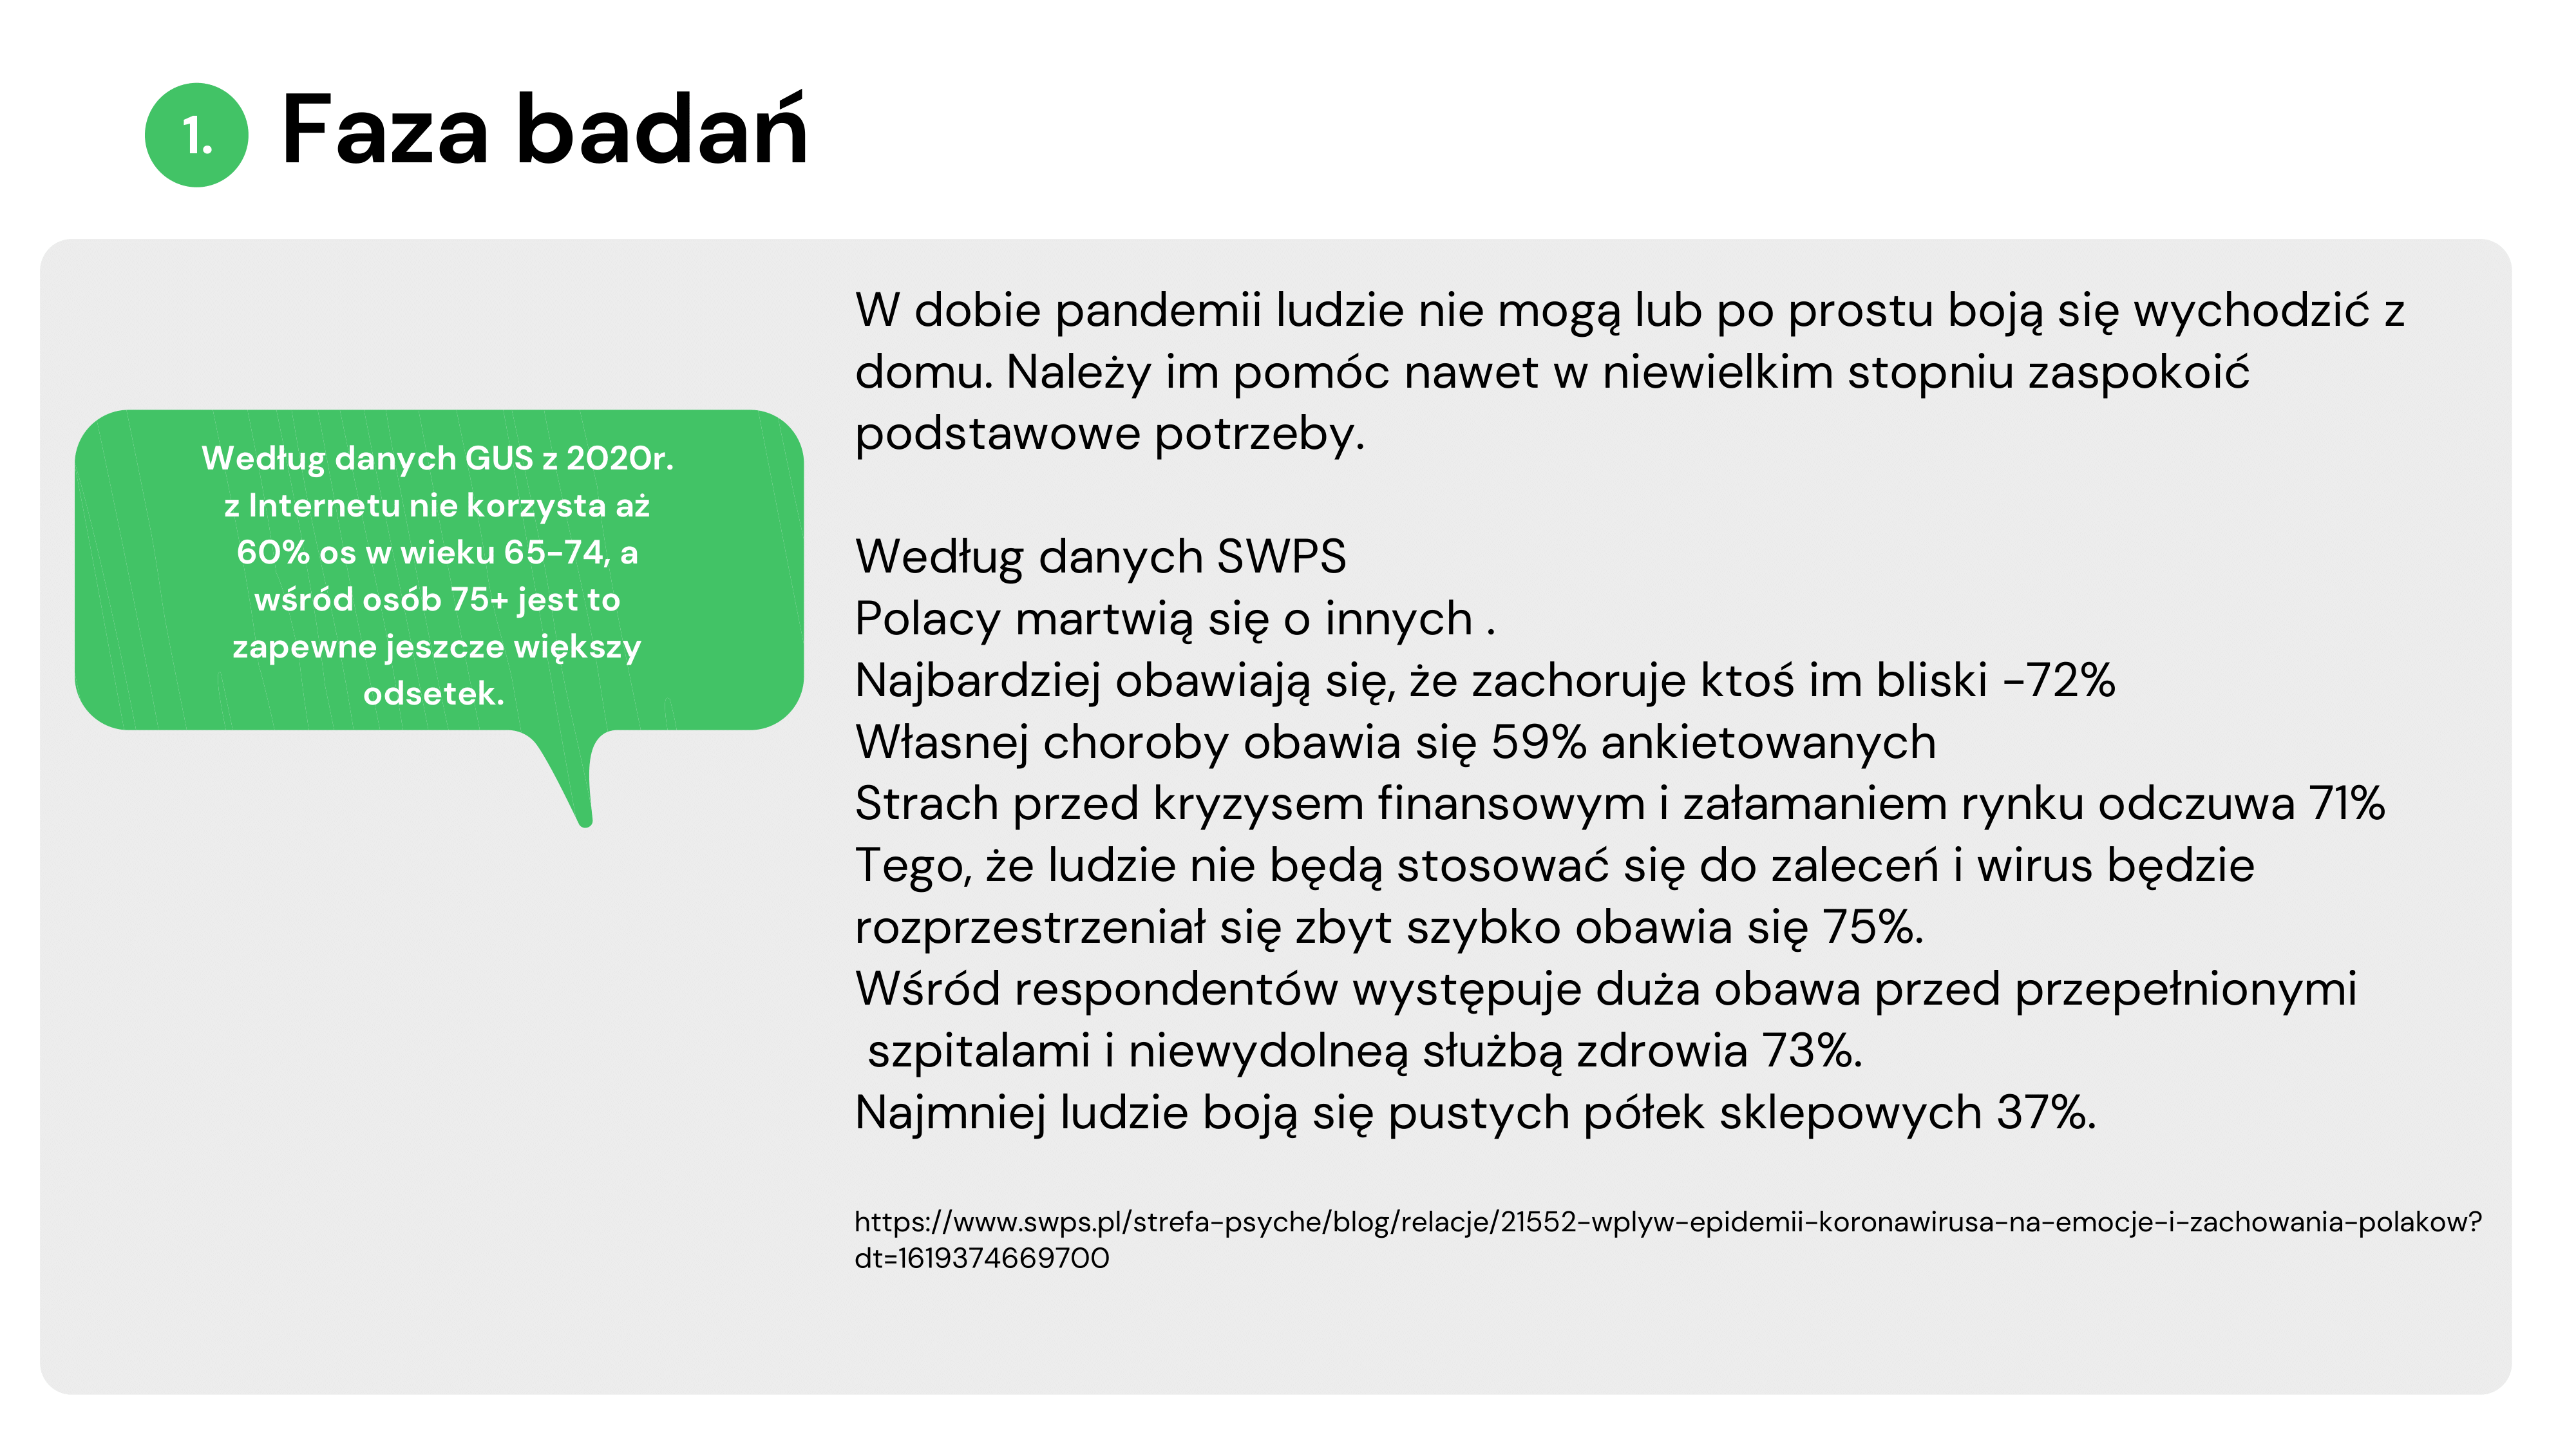 1. Faza badań
Według danych GUS z 2020r.
z Internetu nie korzysta aż
60% os w wieku 65-74, a
wśród osób 75+ jest to
zapewne jeszcze większy
odsetek.
W dobie pandemii ludzie nie mogą lub po prostu boją się wychodzić z
domu. Należy im pomóc nawet w niewielkim stopniu zaspokoić
podstawowe potrzeby.
Według danych SWPS
Polacy martwią się o innych .
Najbardziej obawiają się, że zachoruje ktoś im bliski -72%
Własnej choroby obawia się 59% ankietowanych
Strach przed kryzysem finansowym i załamaniem rynku odczuwa 71%
Tego, że ludzie nie będą stosować się do zaleceń i wirus będzie
rozprzestrzeniał się zbyt szybko obawia się 75%.
Wśród respondentów występuje duża obawa przed przepełnionymi
szpitalami i niewydolneą służbą zdrowia 73%.
Najmniej ludzie boją się pustych półek sklepowych 37%.
https://www.swps.pl/strefa-psyche/blog/relacje/21552-wplyw-epidemii-koronawirusa-na-emocje-i-zachowania-polakow?
dt=1619374669700